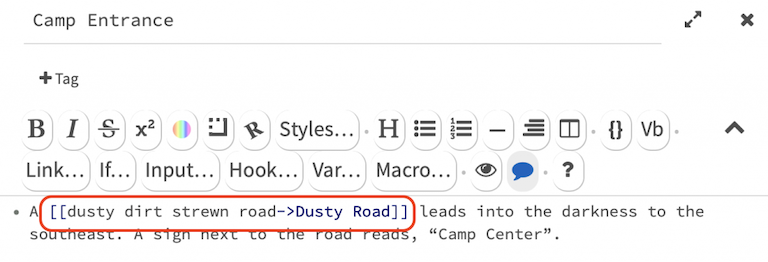 Camp Entrance
+ Tag
B I S x² H Styles... {} Vb
Link... If... Input... Hook... Var... Macro... ?
A [[dusty dirt strewn road->Dusty Road]] leads into the darkness to the
southeast. A sign next to the road reads, “Camp Center”.